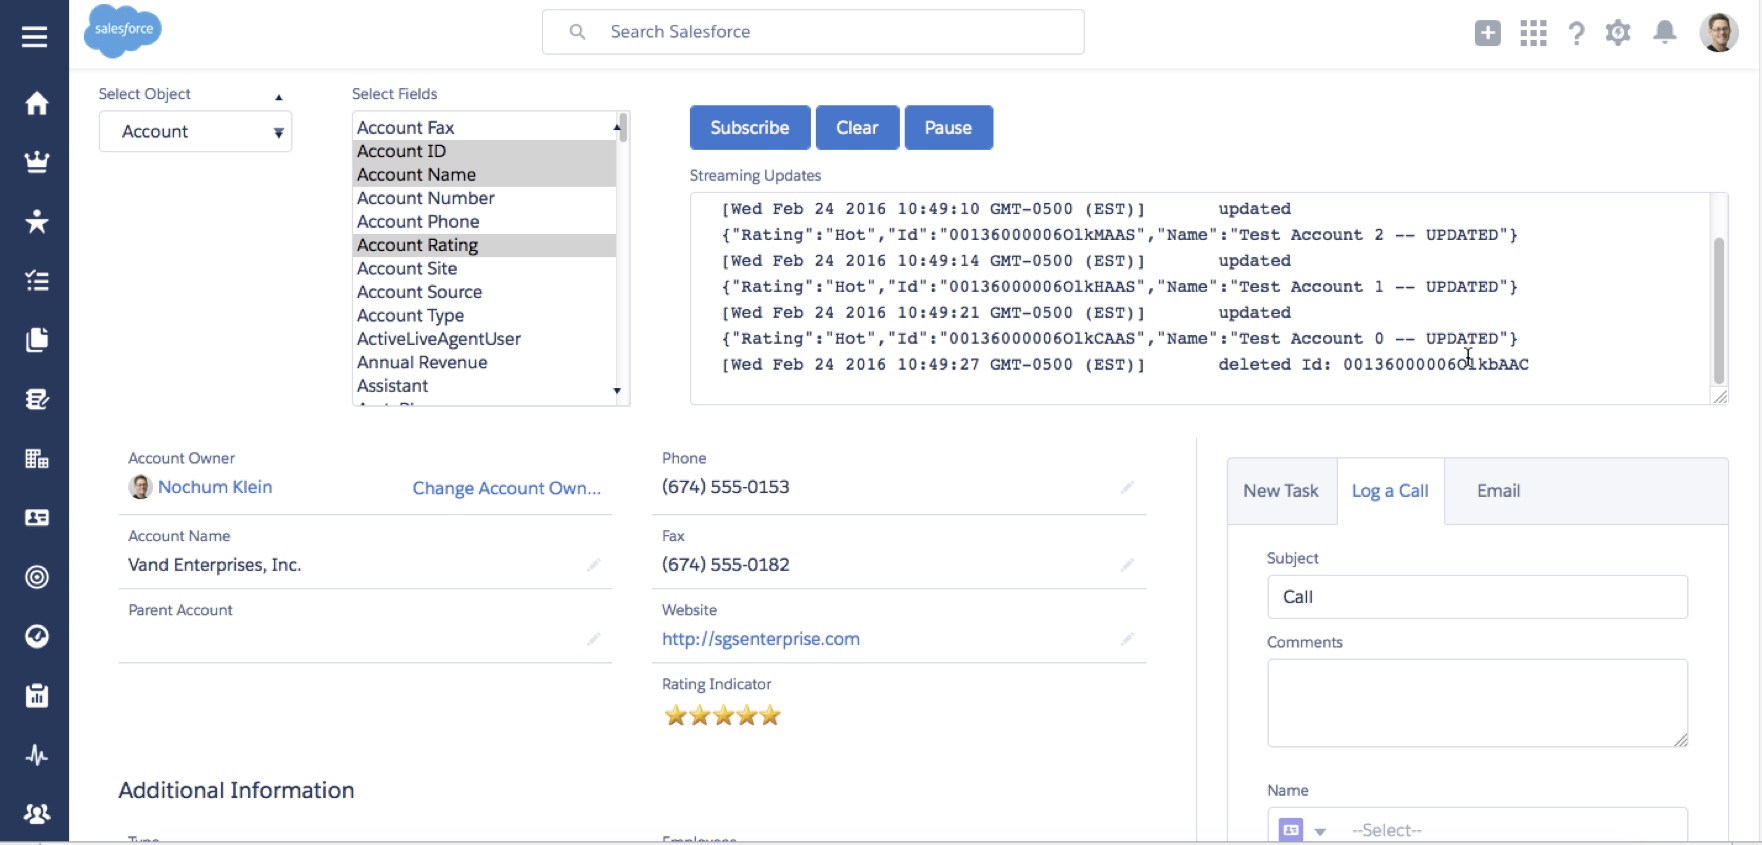 salesforce
Search Salesforce
Select Object
Account
Select Fields
Account Fax
Account ID
Account Name
Account Number
Account Phone
Account Rating
Account Site
Account Source
Account Type
ActiveLiveAgentUser
Annual Revenue
Assistant
Subscribe Clear Pause
Streaming Updates
[Wed Feb 24 2016 10:49:10 GMT-0500 (EST)] updated
{"Rating":"Hot","Id":"00136000006OlkMAAS","Name":"Test Account 2 -- UPDATED"}
[Wed Feb 24 2016 10:49:14 GMT-0500 (EST)] updated
{"Rating":"Hot","Id":"00136000006OlkHAAS","Name":"Test Account 1 -- UPDATED"}
[Wed Feb 24 2016 10:49:21 GMT-0500 (EST)] updated
{"Rating":"Hot","Id":"00136000006OlkCAAS","Name":"Test Account 0 -- UPDATED"}
[Wed Feb 24 2016 10:49:27 GMT-0500 (EST)] deleted Id: 00136000006OlkbAAC
Account Owner
Nochum Klein Change Account Own...
Account Name
Vand Enterprises, Inc.
Parent Account
Phone
(674) 555-0153
Fax
(674) 555-0182
Website
http://sgsenterprise.com
Rating Indicator
Additional Information
Type
Employees
New Task Log a Call Email
Subject
Call
Comments
Name
--Select--